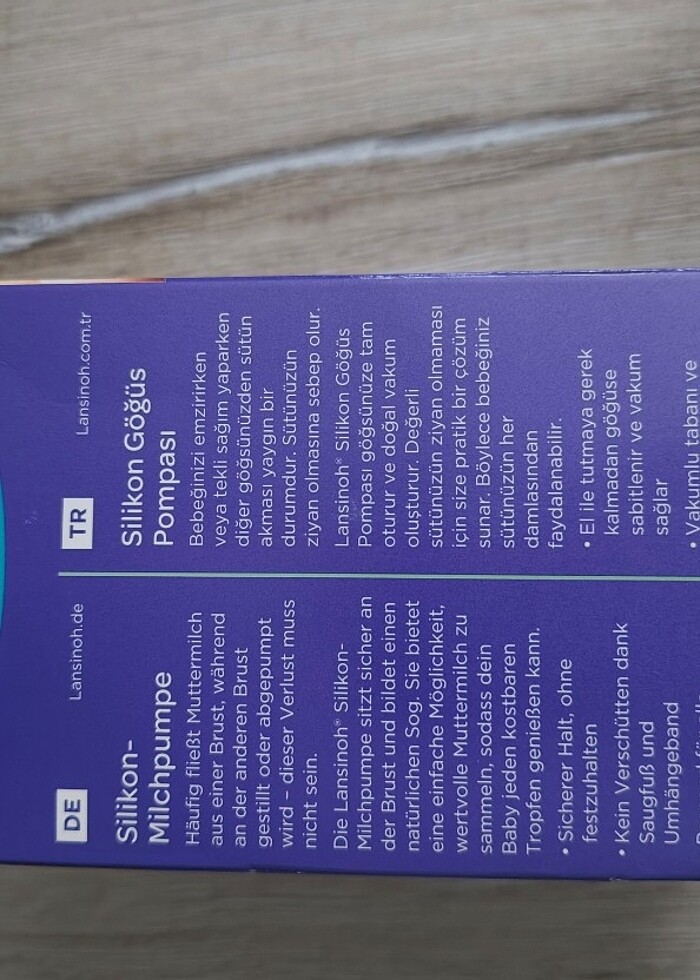 DE
Lansinoh.de
Silikon-
Milchpumpe
Häufig fließt Muttermilch
aus einer Brust, während
an der anderen Brust
gestillt oder abgepumpt
wird – dieser Verlust muss
nicht sein.
Die Lansinoh® Silikon-
Milchpumpe sitzt sicher an
der Brust und bildet einen
natürlichen Sog. Sie bietet
eine einfache Möglichkeit,
wertvolle Muttermilch zu
sammeln, sodass dein
Baby jeden kostbaren
Tropfen genießen kann.
• Sicherer Halt, ohne
festzuhalten
• Kein Verschütten dank
Saugfuß und
Umhängeband
TR
Lansinoh.com.tr
Silikon Göğüs
Pompası
Bebeğinizi emzirirken
veya tekli sağım yaparken
diğer göğsünüzden sütün
akması yaygın bir
durumdur. Sütünüzün
ziyan olmasına sebep olur.
Lansinoh® Silikon Göğüs
Pompası göğsünüze tam
oturur ve doğal vakum
oluşturur. Değerli
sütünüzün ziyan olmaması
için size pratik bir çözüm
sunar. Böylece bebeğiniz
sütünüzün her
damlasından
faydalanabilir.
• El ile tutmaya gerek
kalmadan göğüse
sabitlenir ve vakum
sağlar
• Vakumlu tabanı ve